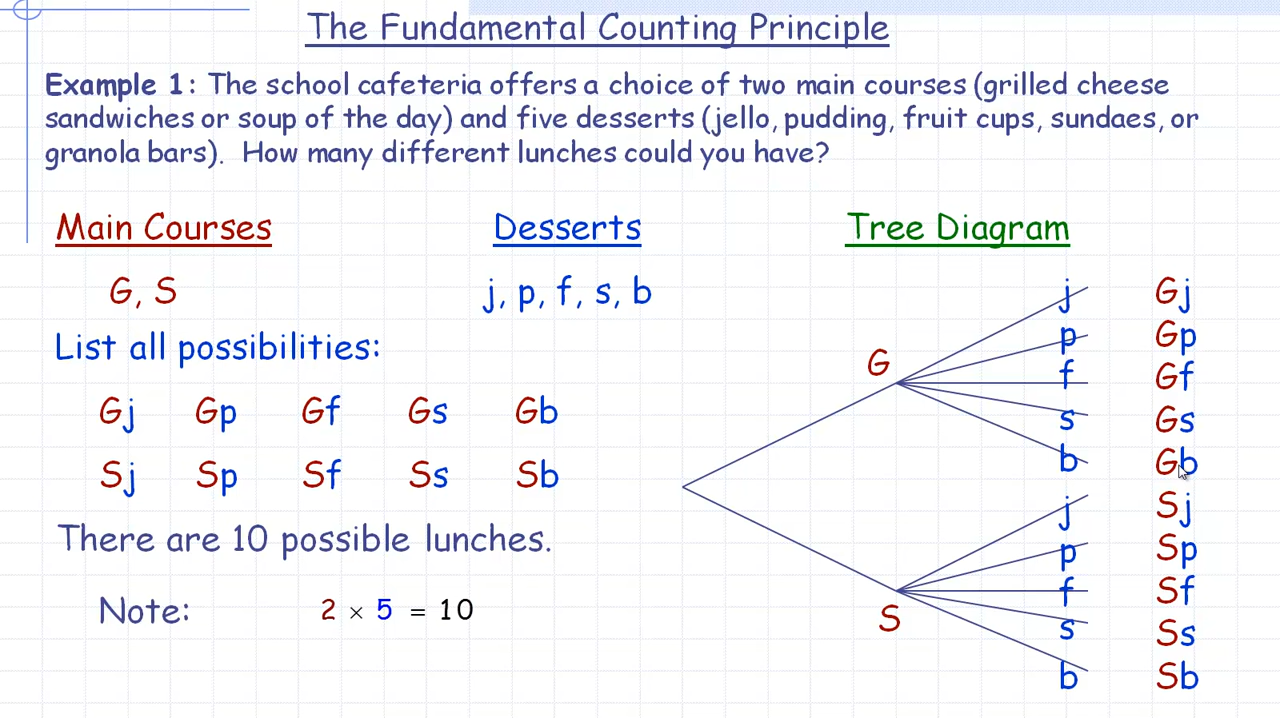 The Fundamental Counting Principle
Example 1: The school cafeteria offers a choice of two main courses (grilled cheese
sandwiches or soup of the day) and five desserts (jello, pudding, fruit cups, sundaes, or
granola bars). How many different lunches could you have?
Main Courses
G, S
Desserts
j, p, f, s, b
List all possibilities:
Gj Gp Gf Gs Gb
Sj Sp Sf Ss Sb
There are 10 possible lunches.
Note: 2 × 5 = 10
Tree Diagram
G
j Gj
p Gp
f Gf
s Gs
b Gb
S
j Sj
p Sp
f Sf
s Ss
b Sb